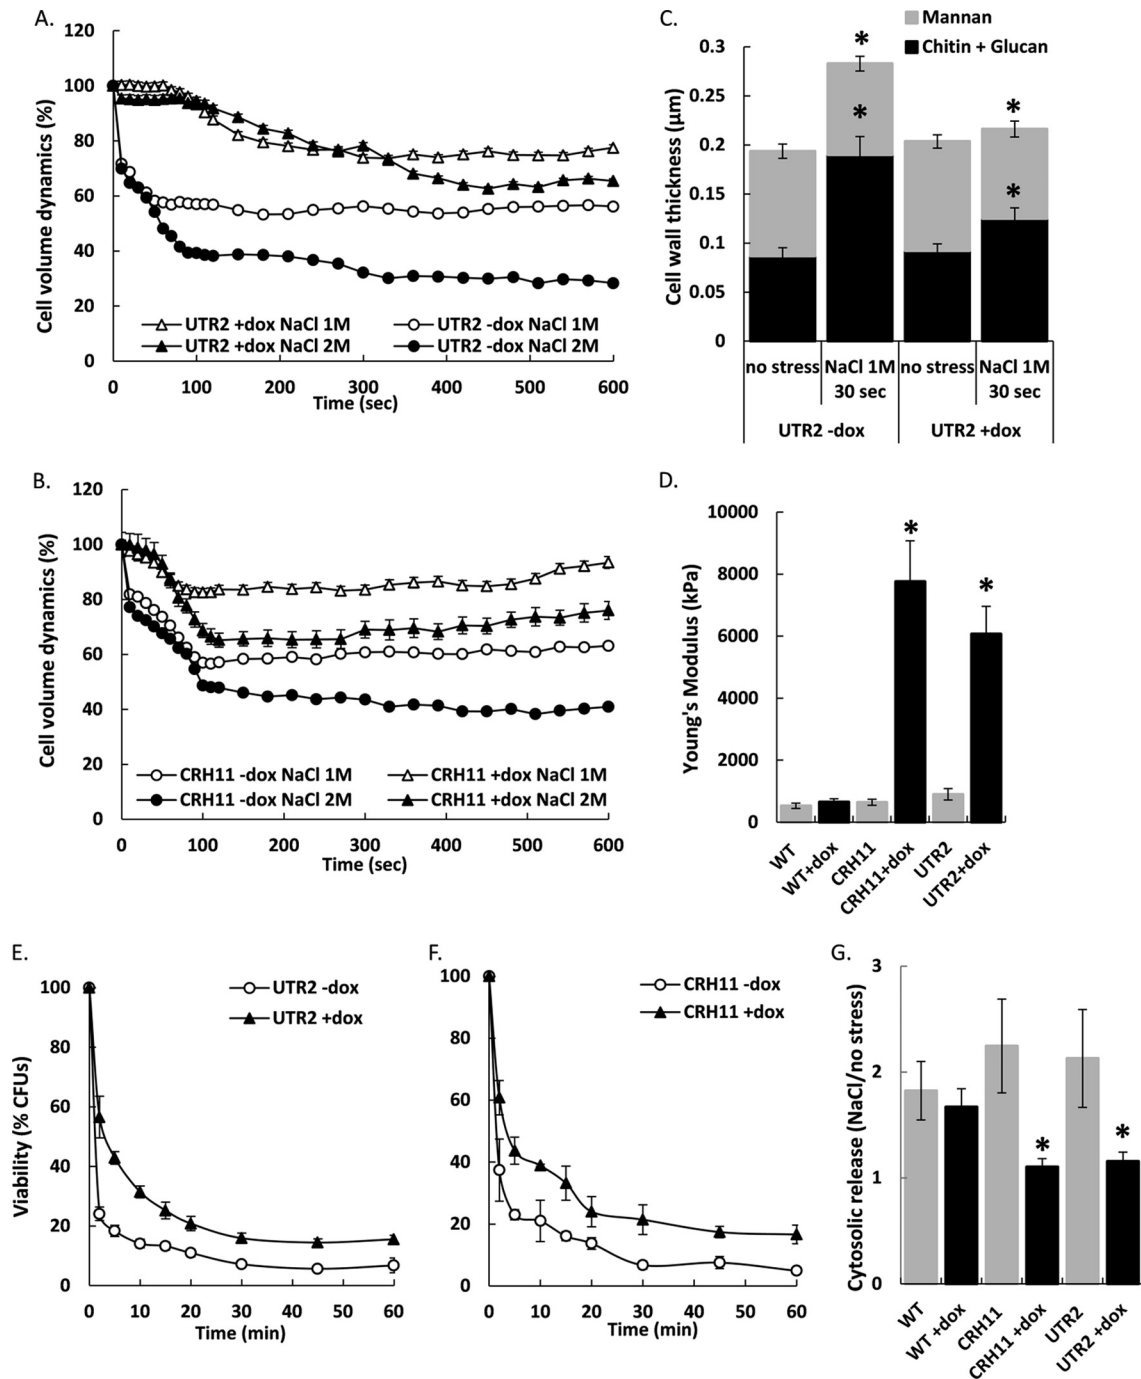 A.
Cell volume dynamics (%)
120
100
80
60
40
20
0
UTR2 +dox NaCl 1M
UTR2 -dox NaCl 1M
UTR2 +dox NaCl 2M
UTR2 -dox NaCl 2M
0 100 200 300 400 500 600
Time (sec)
C.
Mannan
Chitin + Glucan
Cell wall thickness (µm)
0.3
0.25
0.2
0.15
0.1
0.05
0
* * * *
no stress
NaCl 1M
30 sec
no stress
NaCl 1M
30 sec
UTR2 -dox
UTR2 +dox
B.
Cell volume dynamics (%)
120
100
80
60
40
20
0
CRH11 -dox NaCl 1M
CRH11 +dox NaCl 1M
CRH11 -dox NaCl 2M
CRH11 +dox NaCl 2M
0 100 200 300 400 500 600
Time (sec)
D.
Young's Modulus (kPa)
10000
8000
6000
4000
2000
0
* *
WT
WT+dox
CRH11
CRH11+dox
UTR2
UTR2+dox
E.
Viability (% CFUs)
100
80
60
40
20
0
UTR2 -dox
UTR2 +dox
0 10 20 30 40 50 60
Time (min)
F.
100
80
60
40
20
0
CRH11 -dox
CRH11 +dox
0 10 20 30 40 50 60
Time (min)
G.
Cytosolic release (NaCl/no stress)
3
2
1
0
* *
WT
WT +dox
CRH11
CRH11 +dox
UTR2
UTR2 +dox